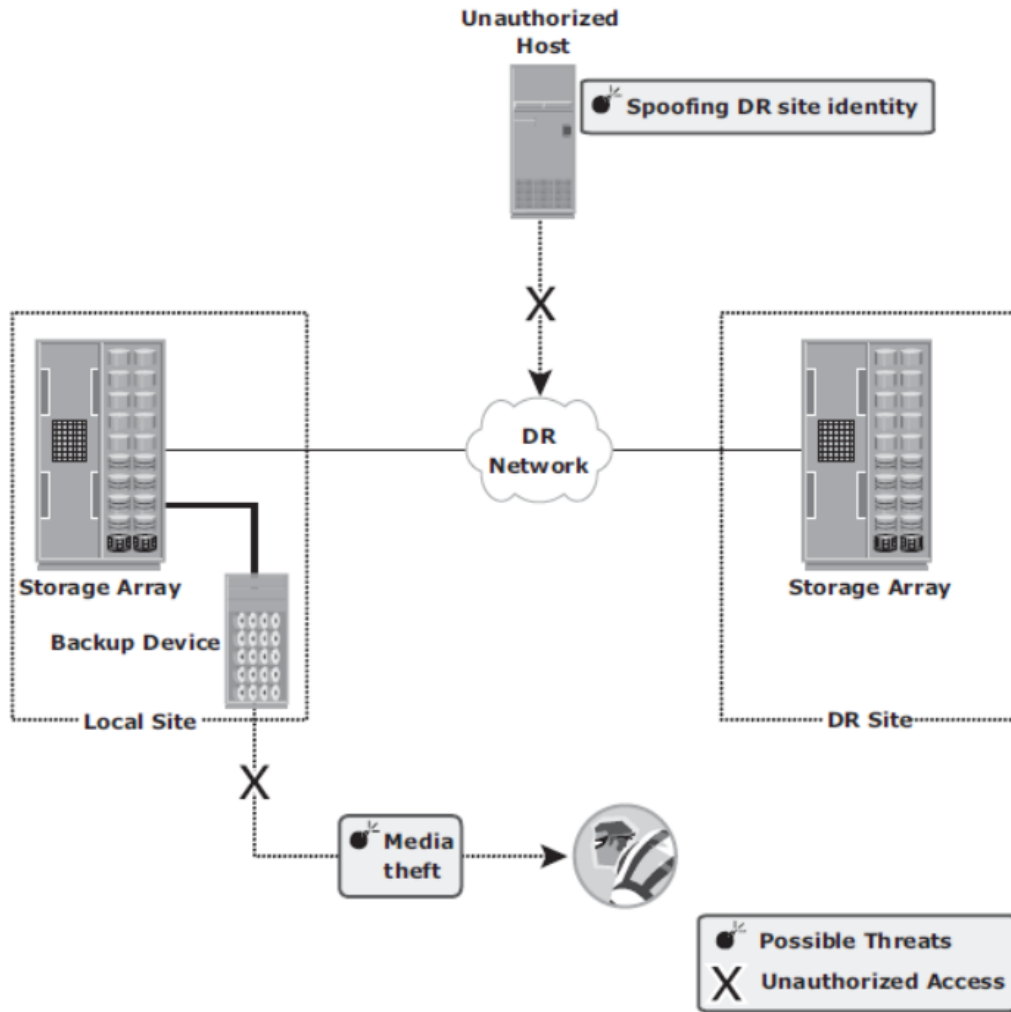 Unauthorized
Host
Spoofing DR site identity
DR
Network
Storage Array
Storage Array
Backup Device
Local Site
DR Site
Media
theft
Possible Threats
X Unauthorized Access